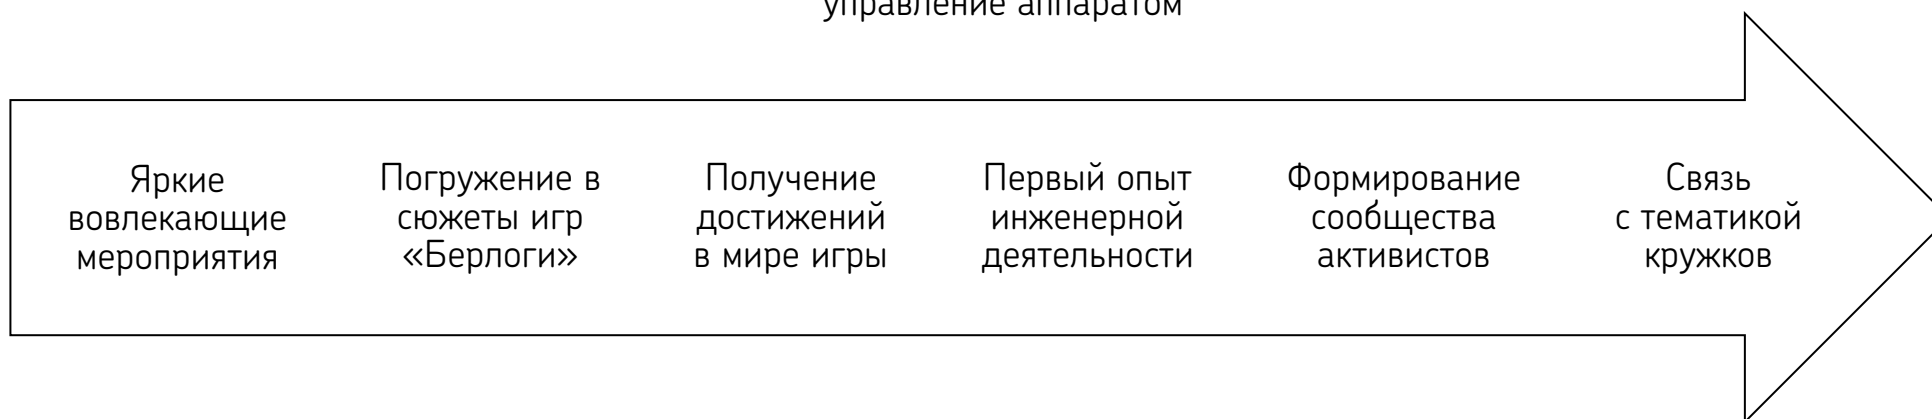 управление аппаратом
Яркие
вовлекающие
мероприятия
Погружение в
сюжеты игр
«Берлоги»
Получение
достижений
в мире игры
Первый опыт
инженерной
деятельности
Формирование
сообщества
активистов
Связь
с тематикой
кружков